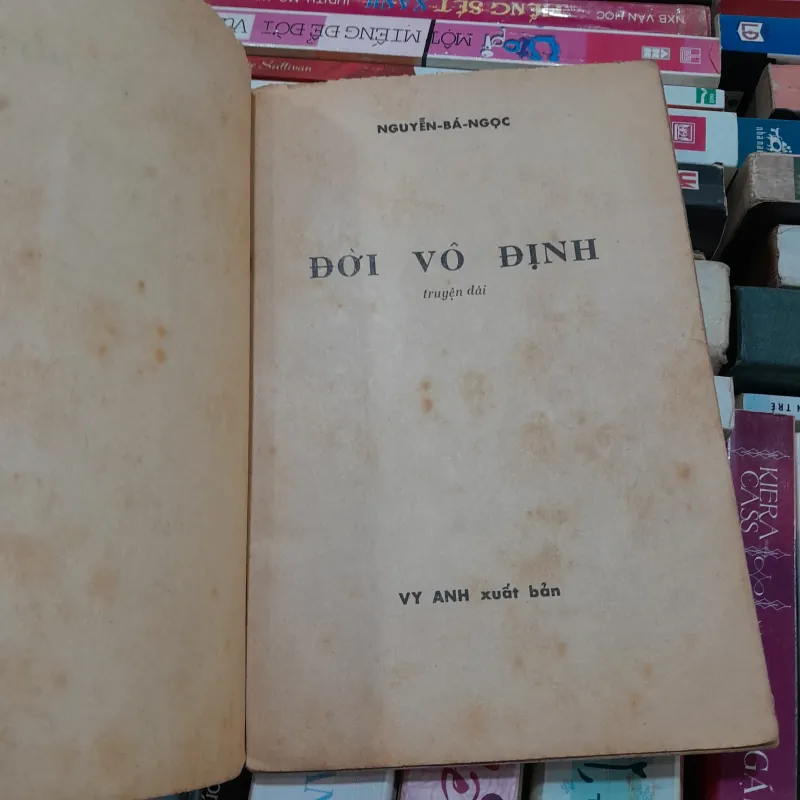 NXB VĂN HỌC
MỘT MIẾNG ĐỂ ĐỜI
Sullivan
NGUYỄN-BÁ-NGỌC
ĐỜI VÔ ĐỊNH
truyện dài
VY ANH xuất bản
KIERA
CASS